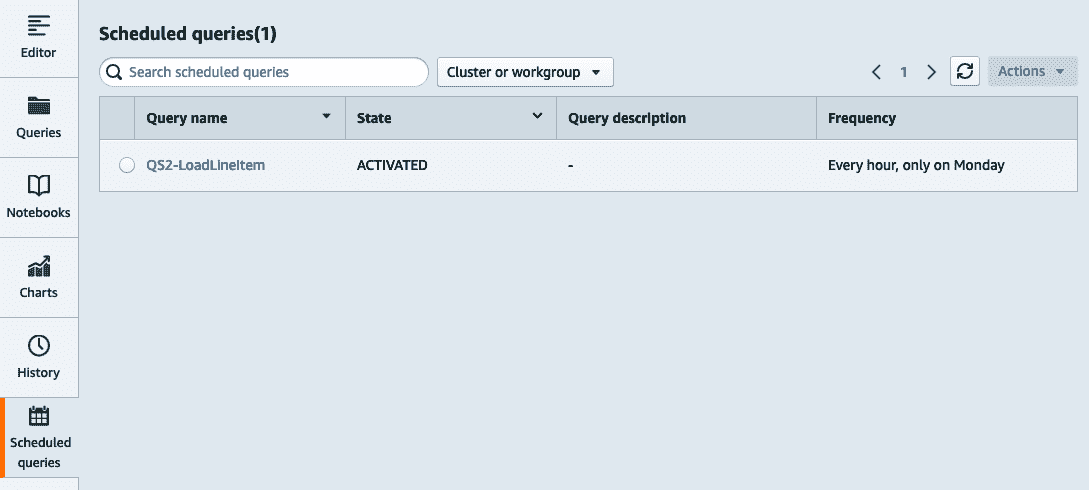 Editor
Queries
Notebooks
Charts
History
Scheduled
queries
Scheduled queries(1)
Search scheduled queries
Cluster or workgroup
1
Actions
Query name State Query description Frequency
QS2-LoadLineItem ACTIVATED - Every hour, only on Monday